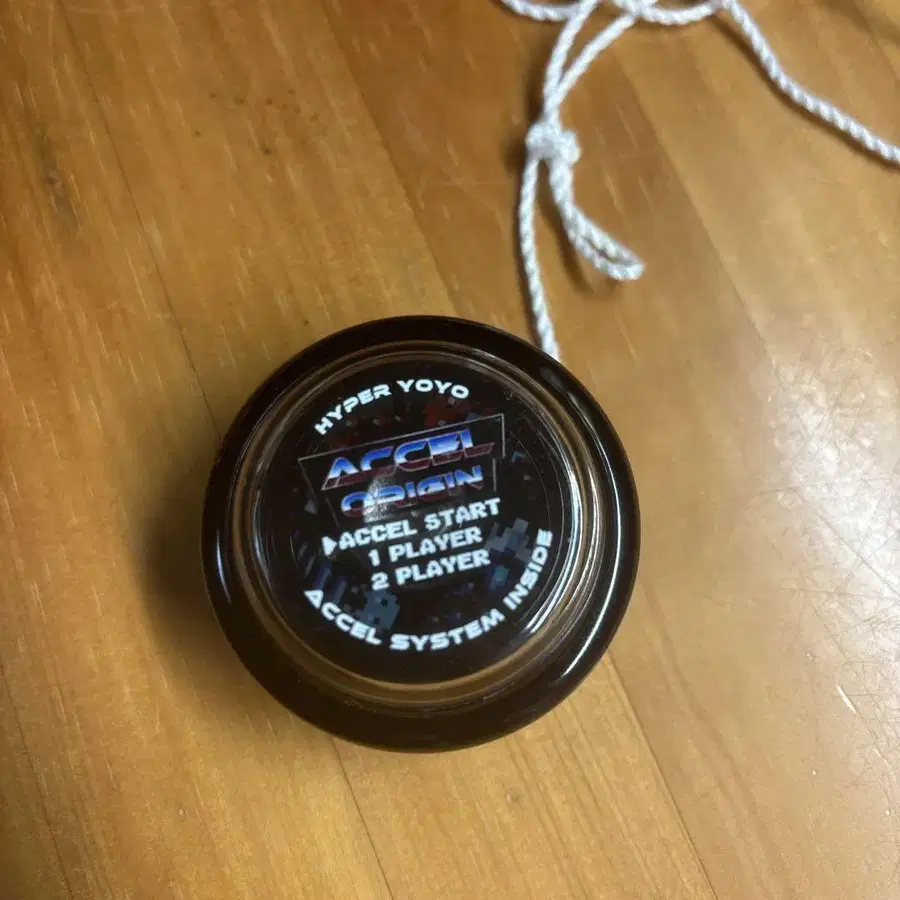 HYPER YOYO
ACCEL
ORIGIN
ACCEL START
1 PLAYER
2 PLAYER
ACCEL SYSTEM INSIDE